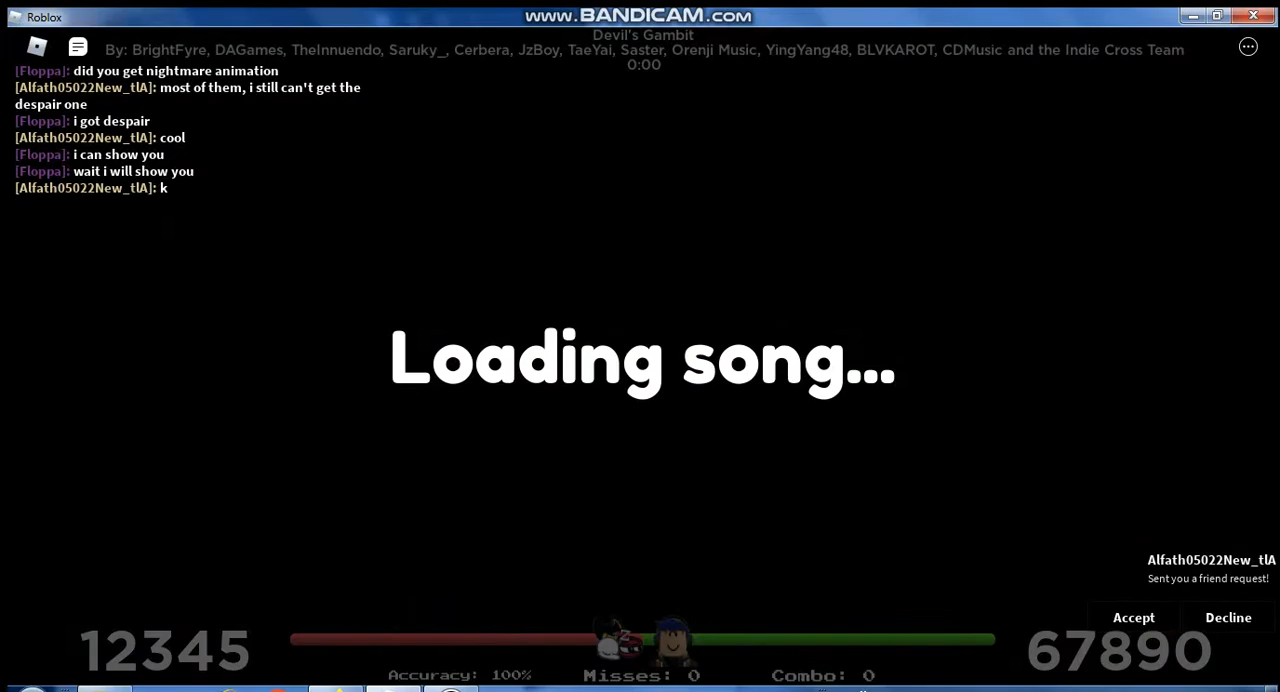 Roblox
www.BANDICAM.com
Devil's Gambit
By: BrightFyre, DAGames, TheInnuendo, Saruky_, Cerbera, JzBoy, TaeYai, Saster, Orenji Music, YingYang48, BLVKAROT, CDMusic and the Indie Cross Team
0:00
[Floppa]: did you get nightmare animation
[Alfath05022New_tlA]: most of them, i still can't get the
despair one
[Floppa]: i got despair
[Alfath05022New_tlA]: cool
[Floppa]: i can show you
[Floppa]: wait i will show you
[Alfath05022New_tlA]: k
Loading song...
Alfath05022New_tlA
Sent you a friend request!
Accept Decline
12345 67890
Accuracy: 100% Misses: 0 Combo: 0